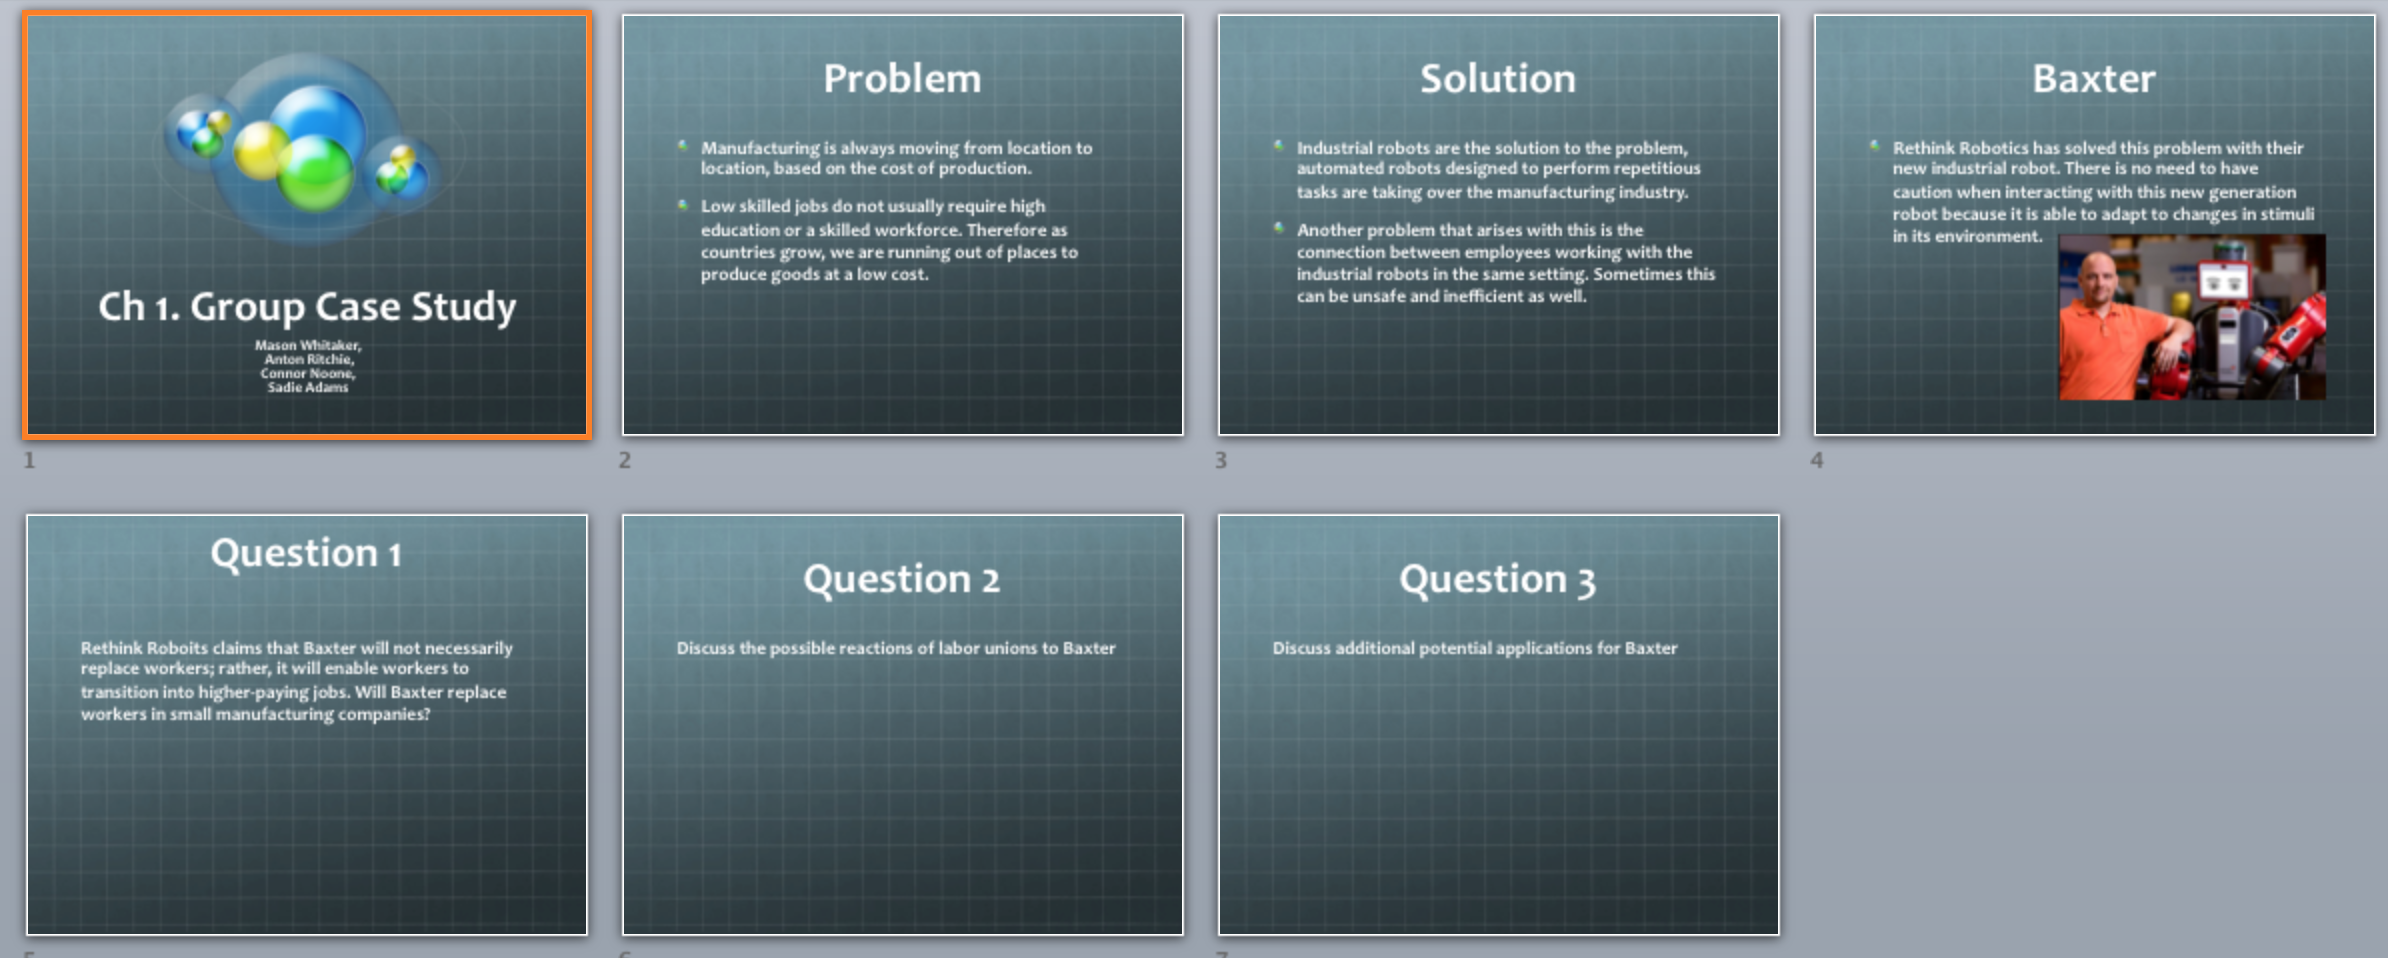 Ch 1. Group Case Study
Mason Whitaker,
Anton Ritchie,
Connor Noone,
Sadie Adams
1
Problem
Manufacturing is always moving from location to
location, based on the cost of production.
Low skilled jobs do not usually require high
education or a skilled workforce. Therefore as
countries grow, we are running out of places to
produce goods at a low cost.
2
Solution
Industrial robots are the solution to the problem,
automated robots designed to perform repetitious
tasks are taking over the manufacturing industry.
Another problem that arises with this is the
connection between employees working with the
industrial robots in the same setting. Sometimes this
can be unsafe and inefficient as well.
3
Baxter
Rethink Robotics has solved this problem with their
new industrial robot. There is no need to have
caution when interacting with this new generation
robot because it is able to adapt to changes in stimuli
in its environment.
4
Question 1
Rethink Roboits claims that Baxter will not necessarily
replace workers; rather, it will enable workers to
transition into higher-paying jobs. Will Baxter replace
workers in small manufacturing companies?
Question 2
Discuss the possible reactions of labor unions to Baxter
Question 3
Discuss additional potential applications for Baxter